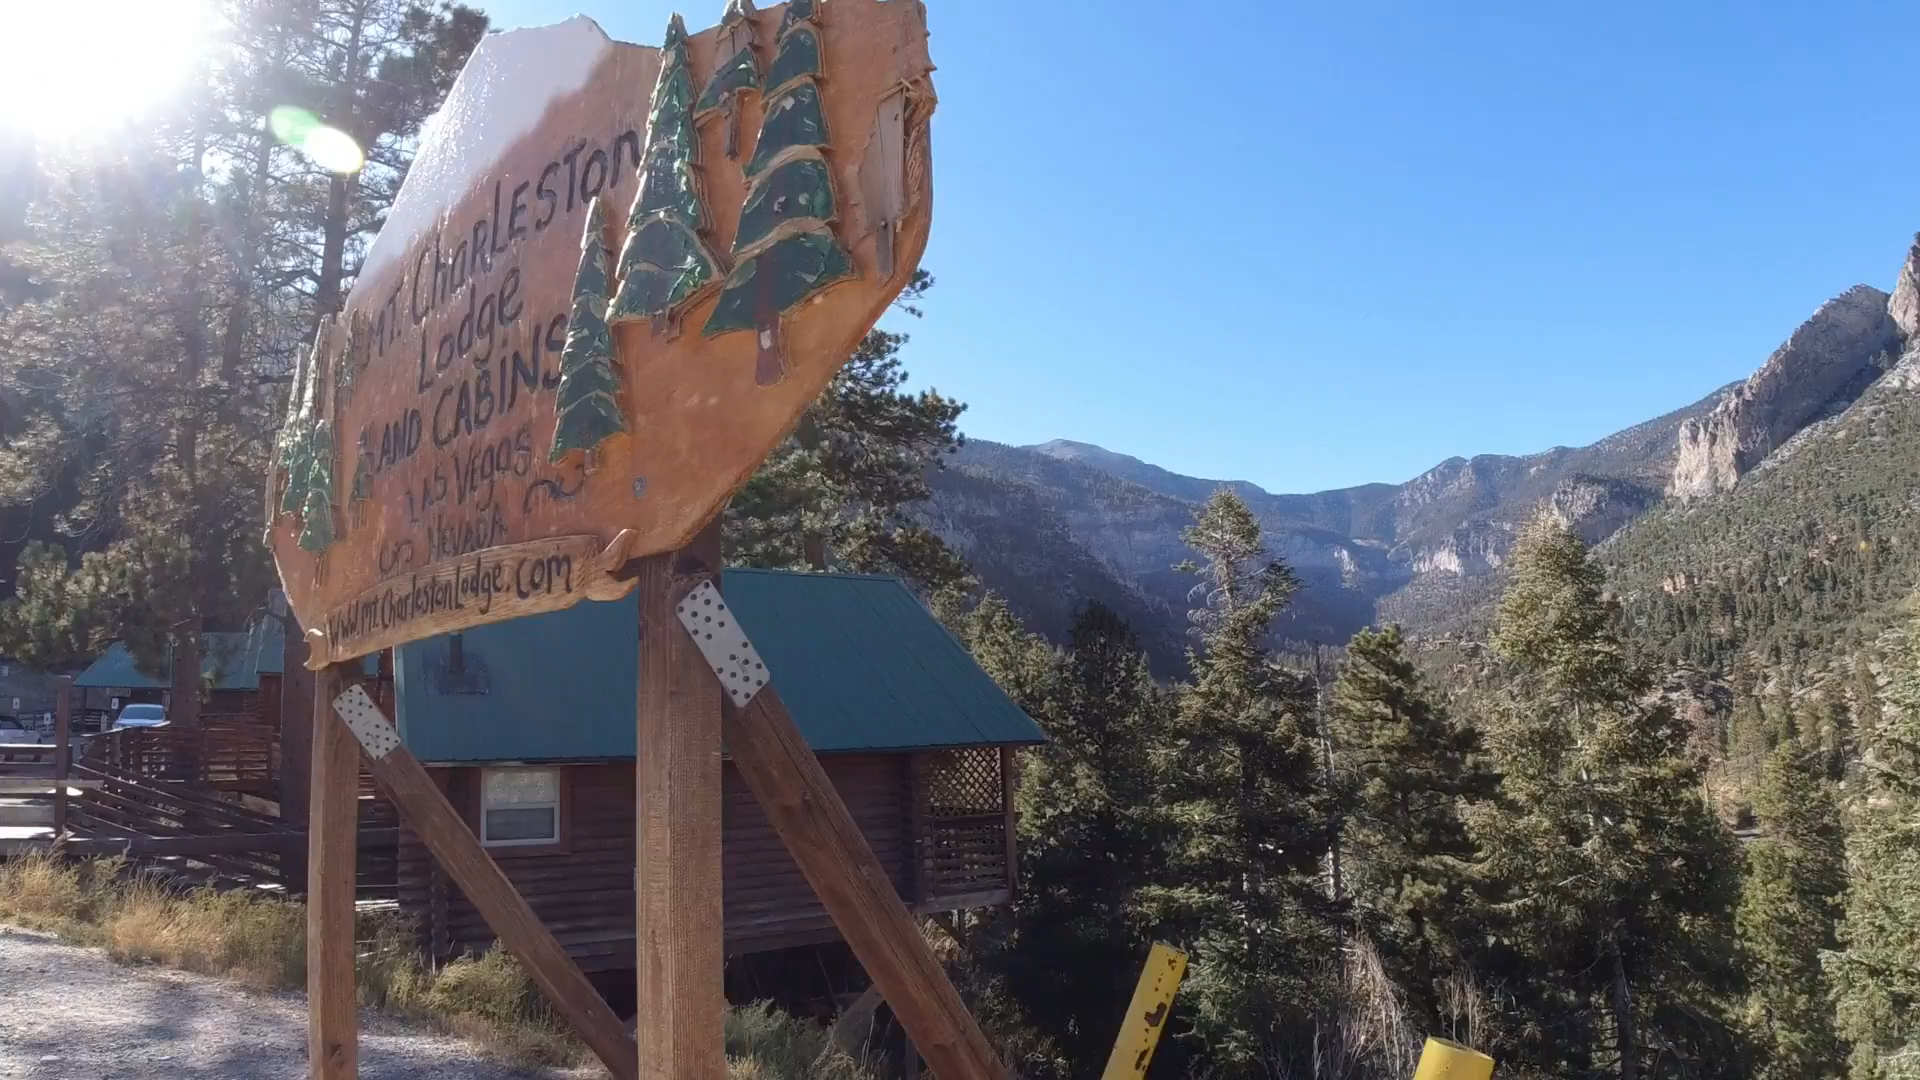 MT. CharLESTon
Lodge
AND CABINS
LAS VEgas
NEVADA
www.mtCharlestonLodge.com